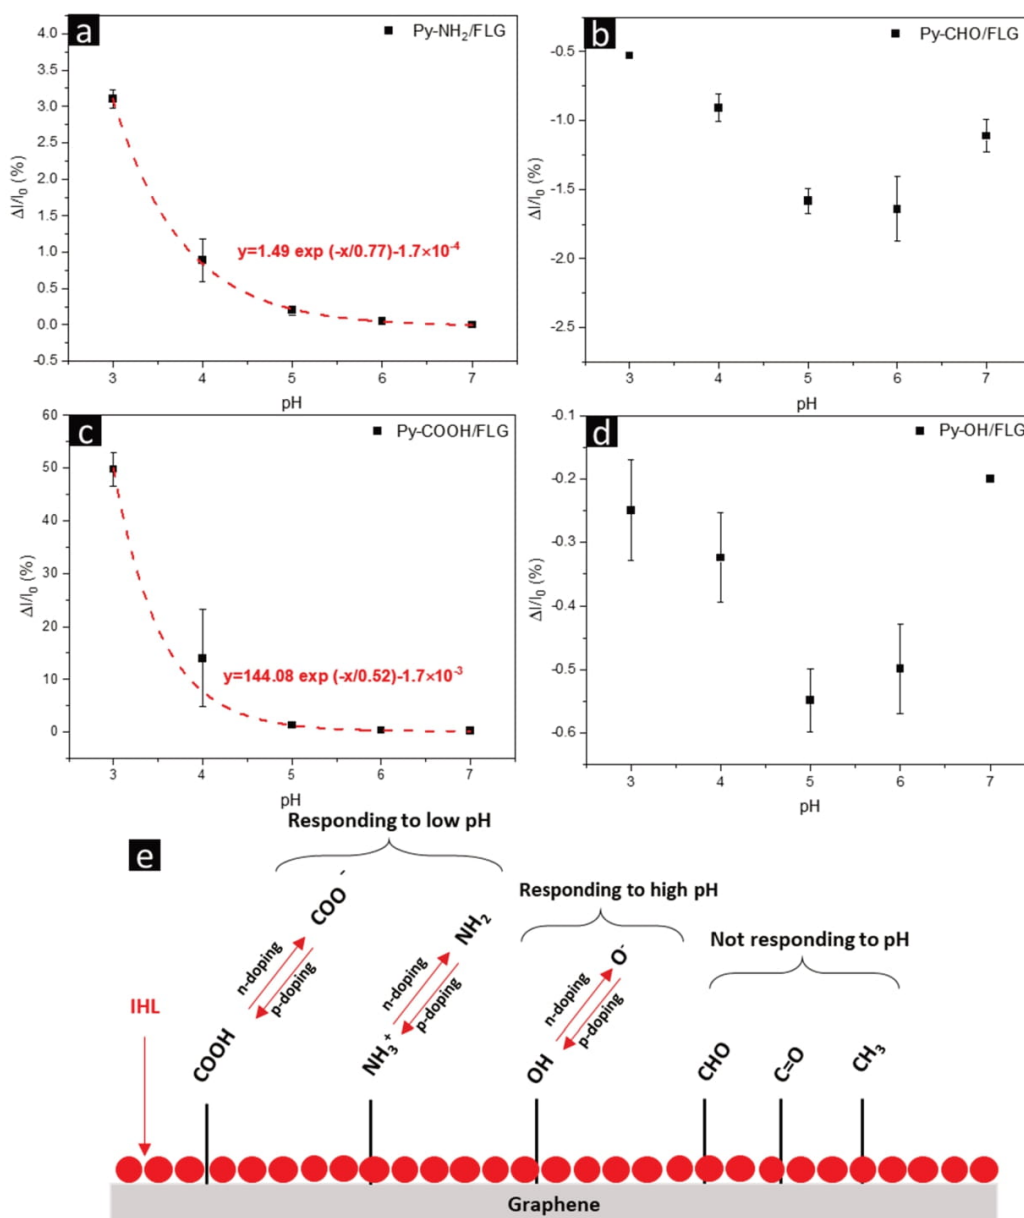 a
Py-NH₂/FLG
4.0
3.5
3.0
2.5
2.0
1.5
1.0
0.5
0.0
-0.5
ΔI/I₀ (%)
y=1.49 exp (-x/0.77)-1.7×10⁻⁴
3 4 5 6 7
pH
b
Py-CHO/FLG
-0.5
-1.0
-1.5
-2.0
-2.5
ΔI/I₀ (%)
3 4 5 6 7
pH
c
Py-COOH/FLG
60
50
40
30
20
10
0
ΔI/I₀ (%)
y=144.08 exp (-x/0.52)-1.7×10⁻³
3 4 5 6 7
pH
d
Py-OH/FLG
-0.1
-0.2
-0.3
-0.4
-0.5
-0.6
ΔI/I₀ (%)
3 4 5 6 7
pH
e
Responding to low pH
Responding to high pH
Not responding to pH
IHL
COO⁻
n-doping
p-doping
COOH
NH₂
n-doping
p-doping
NH₃⁺
O⁻
n-doping
p-doping
OH
CHO
C=O
CH₃
Graphene